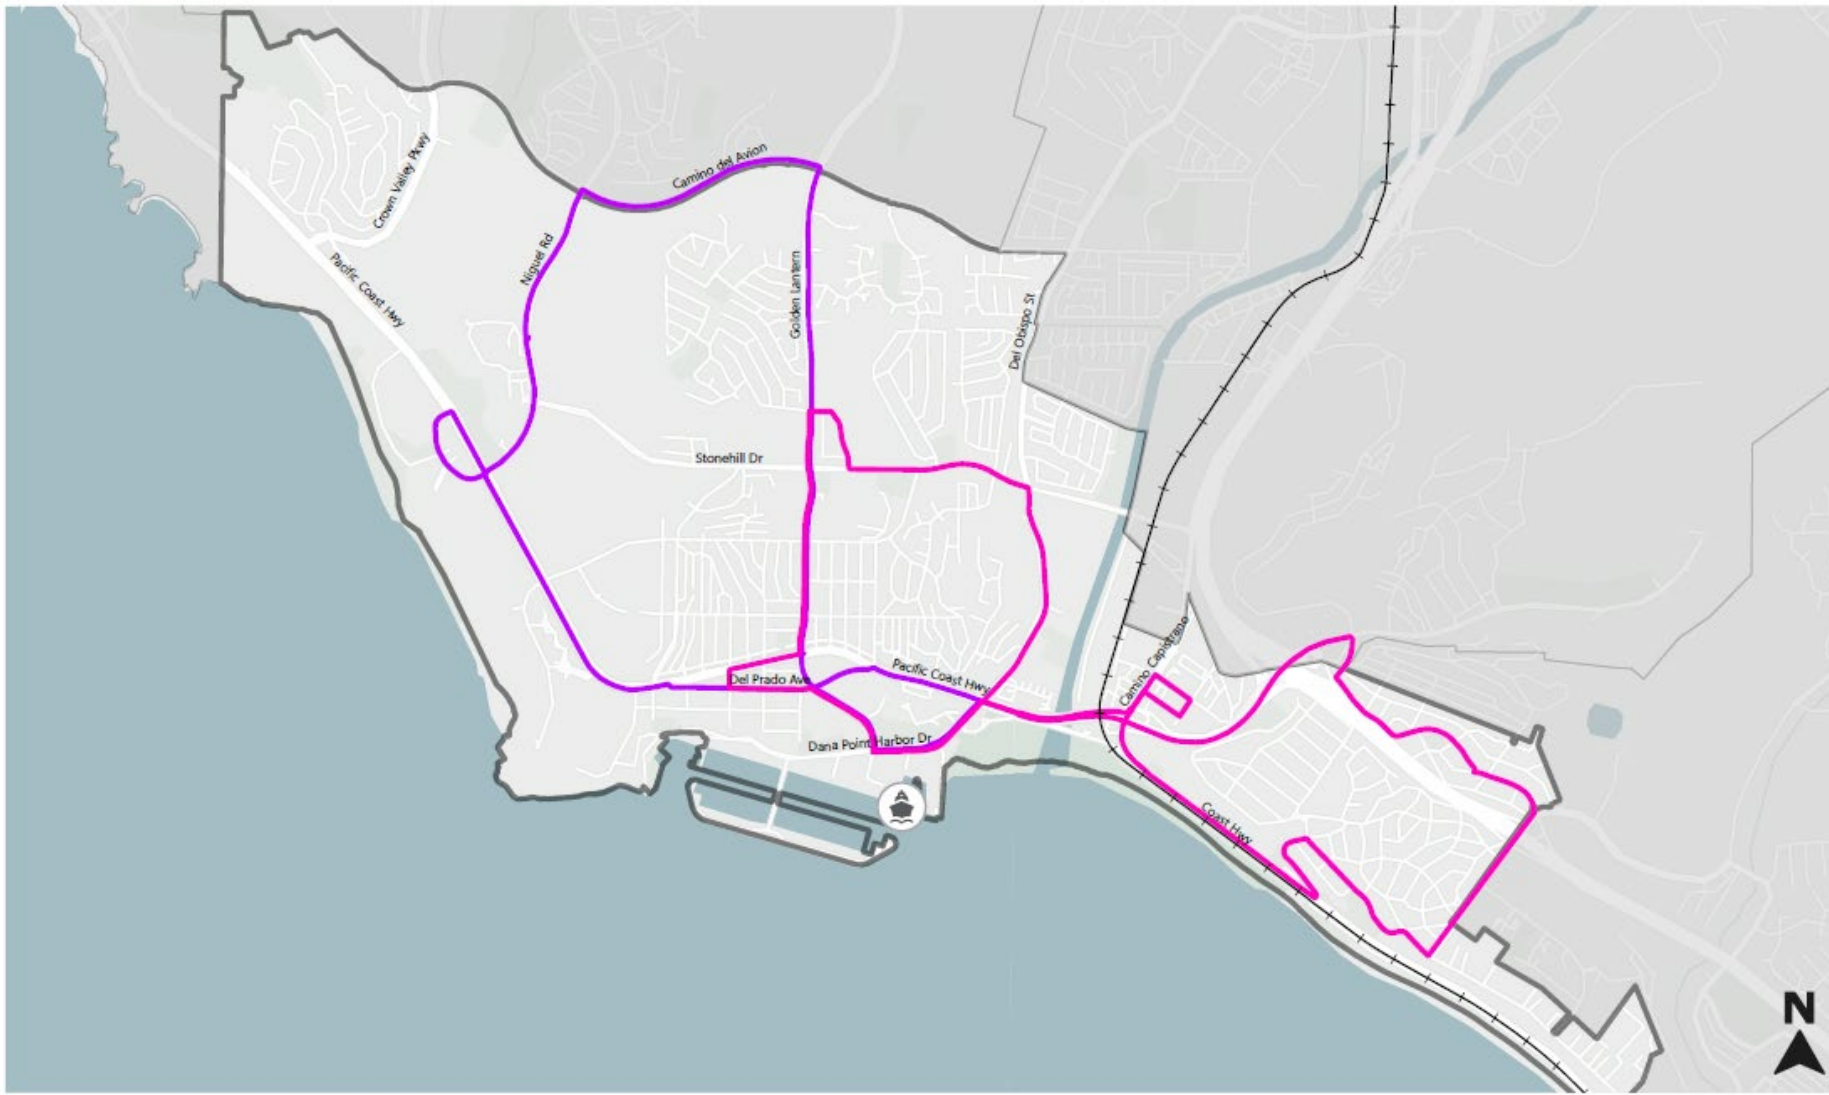 Camino del Avion
Crown Valley Pkwy
Niguel Rd
Pacific Coast Hwy
Golden Lantern
Del Obispo St
Stonehill Dr
Camino Capistrano
Pacific Coast Hwy
Del Prado Ave
Dana Point Harbor Dr
Coast Hwy
N